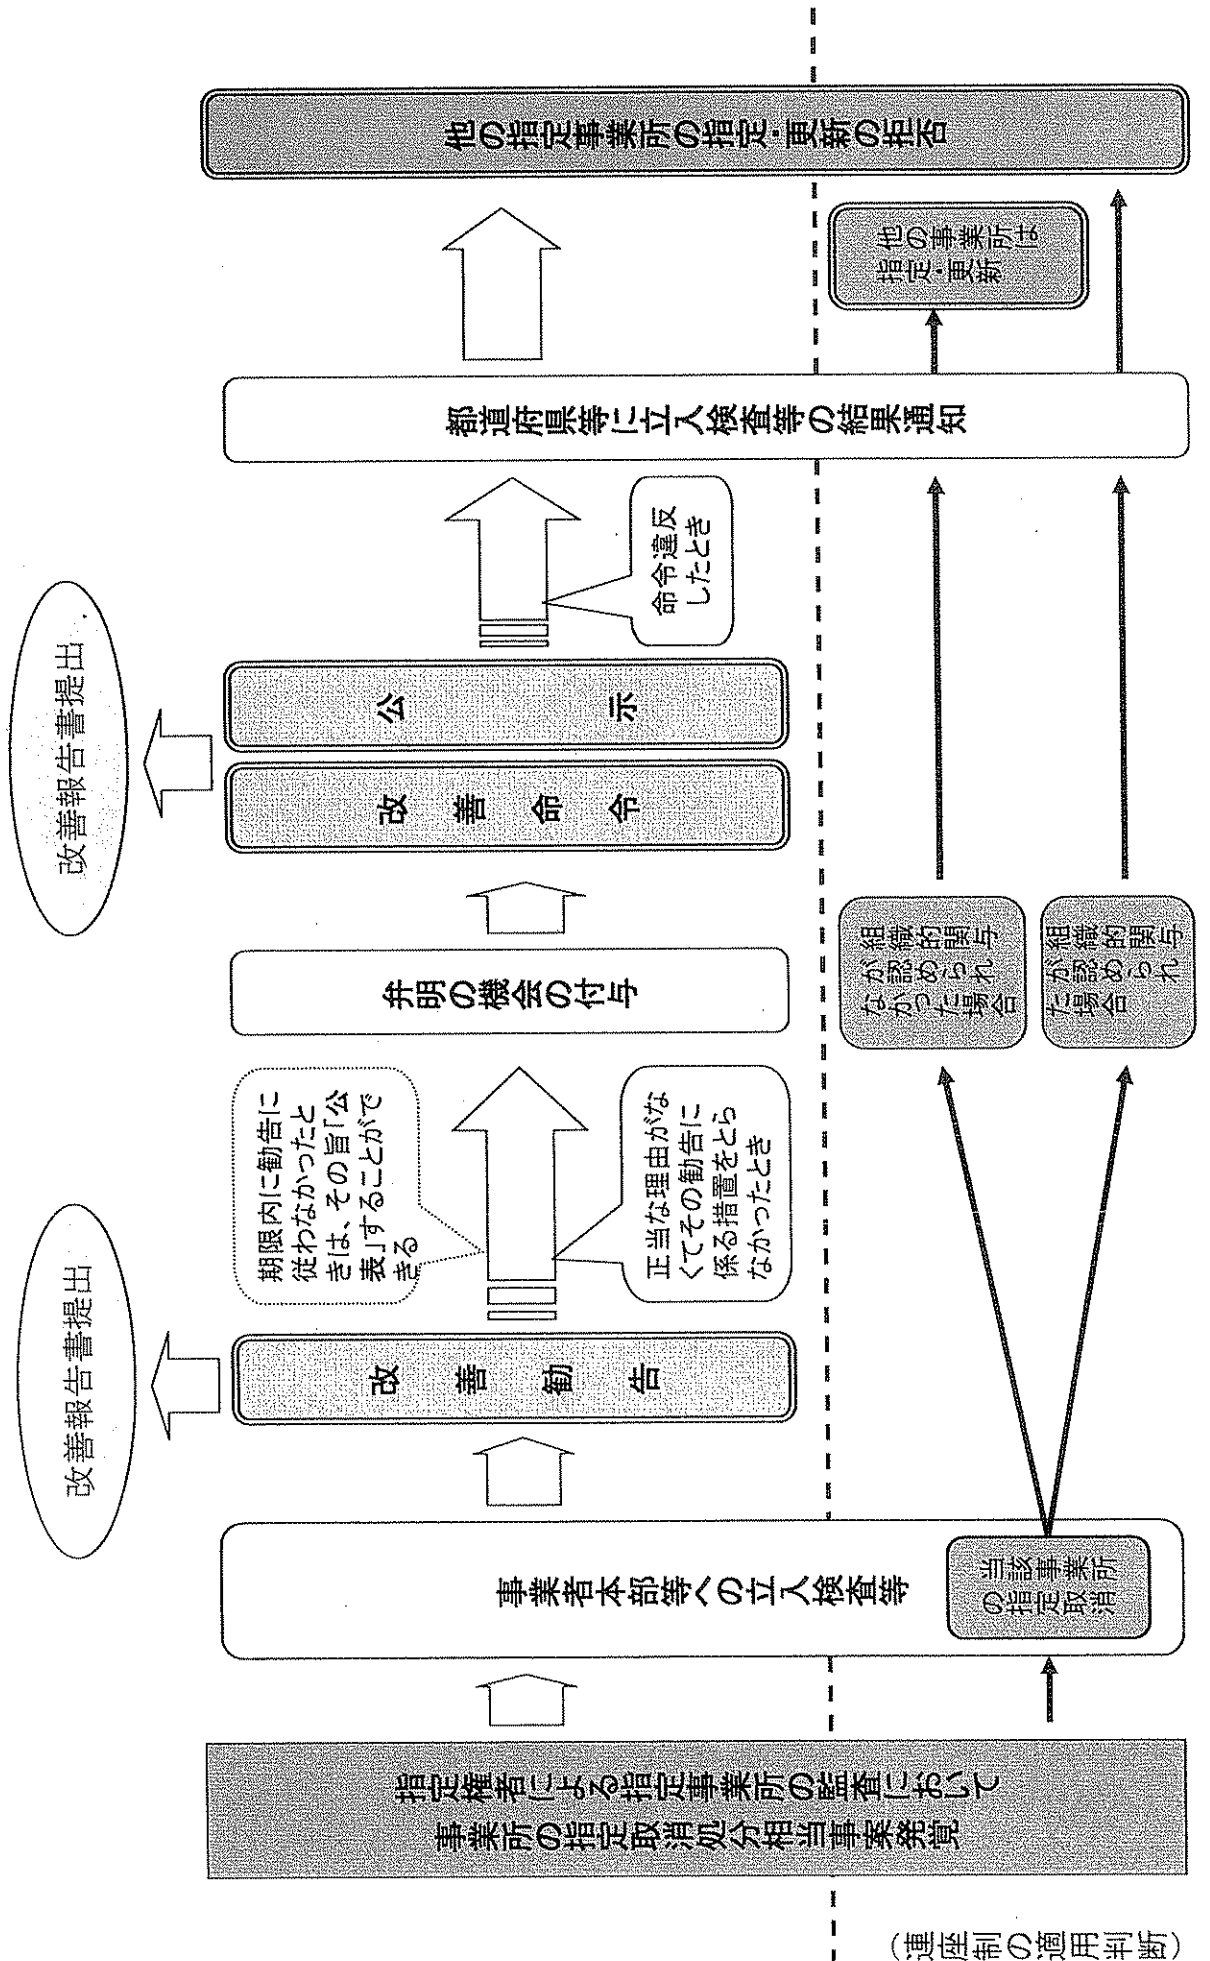 改善報告書提出
改善報告書提出
指定権者による指定事業所の監査において
事業所の指定取消処分相当事案発覚
事業者本部等への立入検査等
当該事業所
の指定取消
改善勧告
期限内に勧告に
従わなかったと
きは、その旨「公
表」することがで
きる
正当な理由がな
くてその勧告に
係る措置をとら
なかったとき
弁明の機会の付与
改善命令
公示
命令違反
したとき
都道府県等に立入検査等の結果通知
他の指定事業所の指定・更新の拒否
(連座制の適用判断)
組織的関与
が認められ
なかった場合
組織的関与
が認められ
た場合
他の事業所は
指定・更新